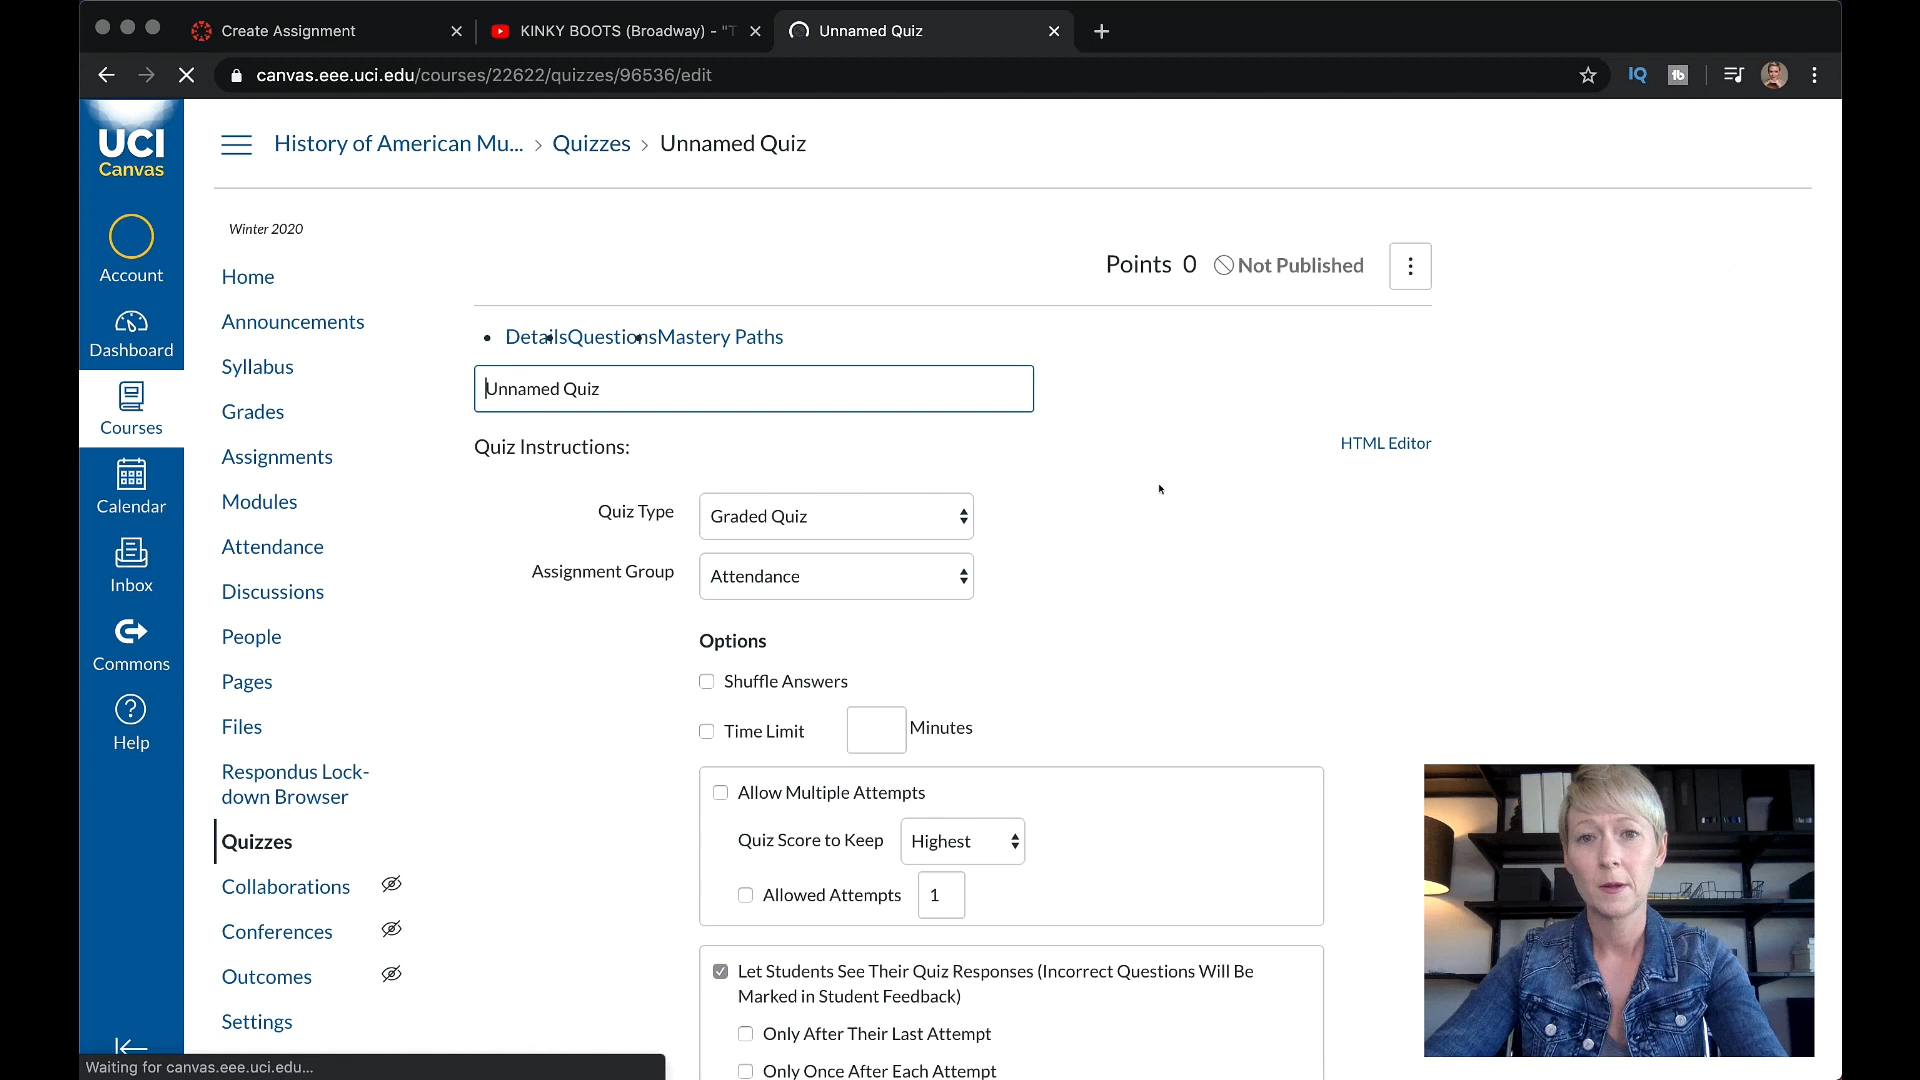 Create Assignment
KINKY BOOTS (Broadway) - "T
Unnamed Quiz
canvas.eee.uci.edu/courses/22622/quizzes/96536/edit
IQ
tb
UCI
Canvas
Account
Dashboard
Courses
Calendar
Inbox
Commons
Help
History of American Mu... > Quizzes > Unnamed Quiz
Winter 2020
Home
Announcements
Syllabus
Grades
Assignments
Modules
Attendance
Discussions
People
Pages
Files
Respondus Lock-
down Browser
Quizzes
Collaborations
Conferences
Outcomes
Settings
Points 0 Not Published
DetailsQuestionsMastery Paths
Unnamed Quiz
Quiz Instructions:
HTML Editor
Quiz Type Graded Quiz
Assignment Group Attendance
Options
Shuffle Answers
Time Limit Minutes
Allow Multiple Attempts
Quiz Score to Keep Highest
Allowed Attempts 1
Let Students See Their Quiz Responses (Incorrect Questions Will Be
Marked in Student Feedback)
Only After Their Last Attempt
Only Once After Each Attempt
Waiting for canvas.eee.uci.edu...